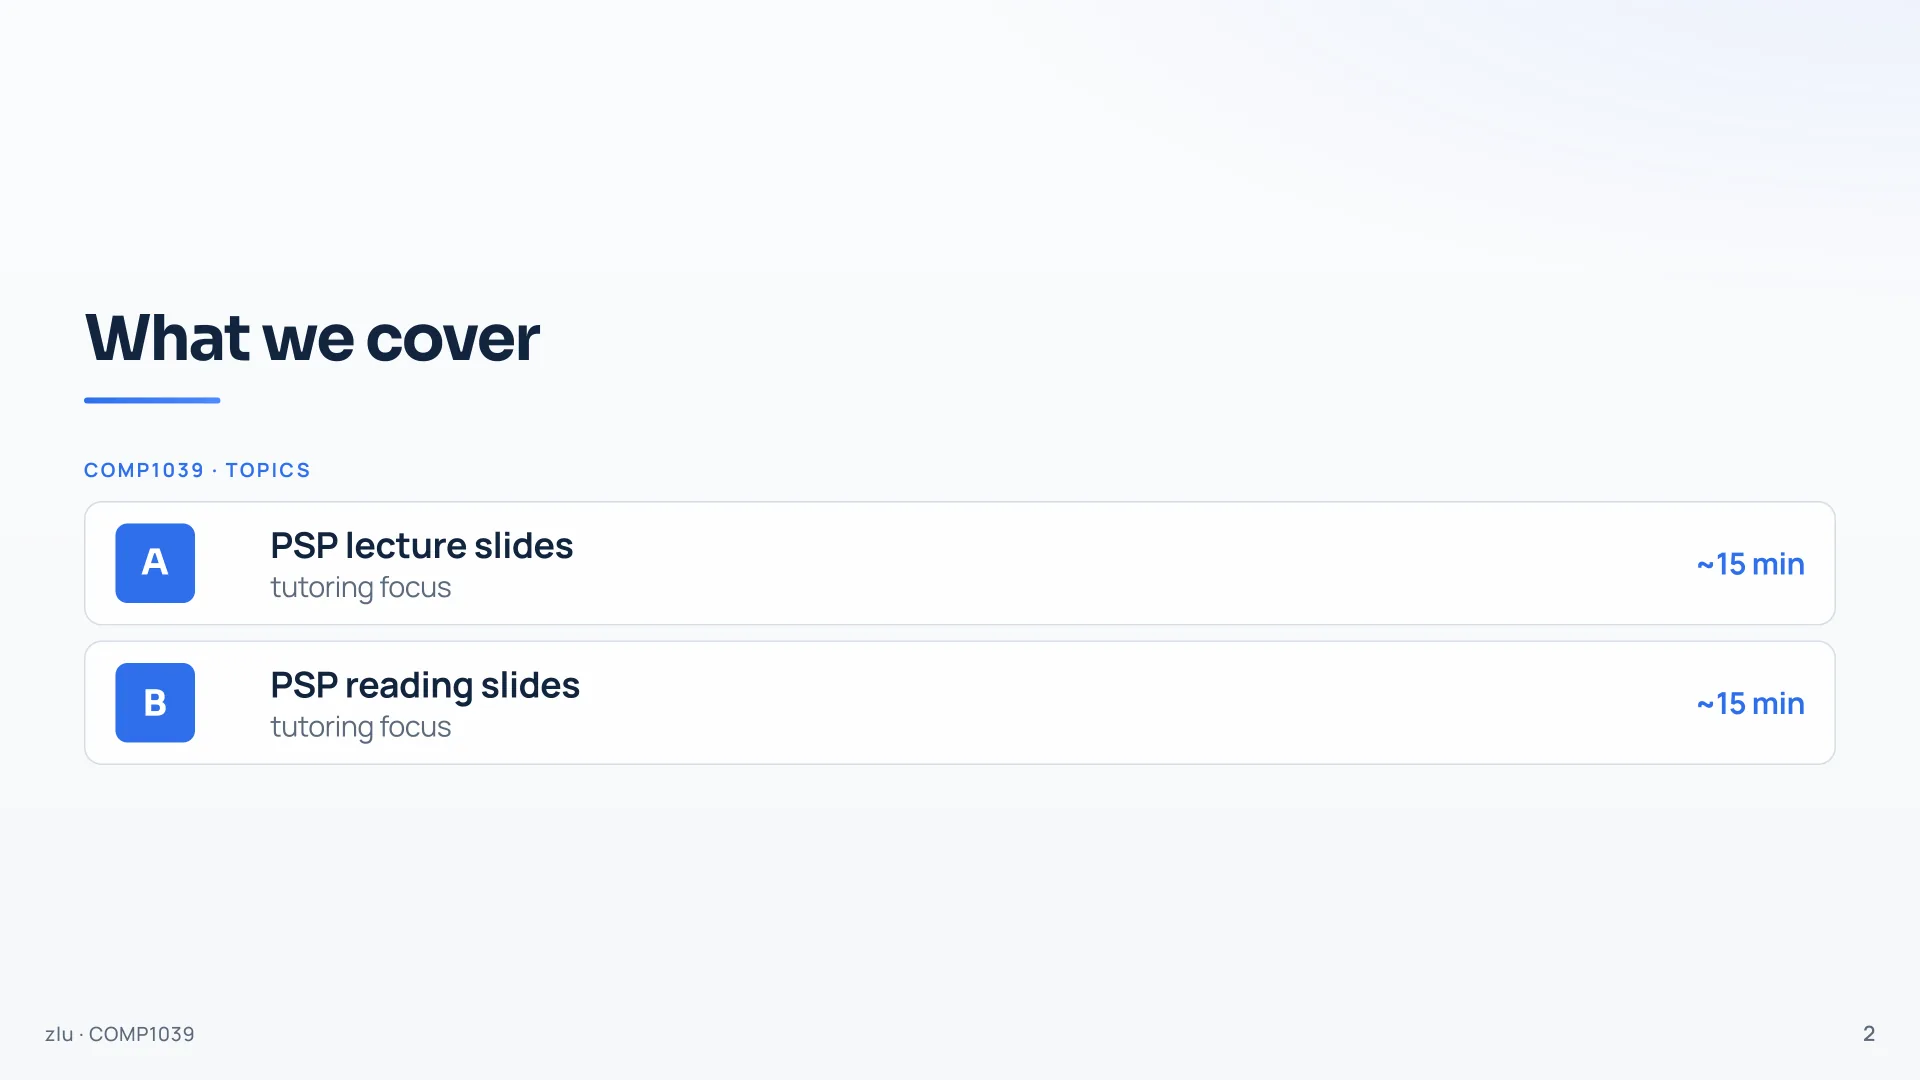 What we cover
COMP1039 · TOPICS
A
PSP lecture slides
tutoring focus
~15 min
B
PSP reading slides
tutoring focus
~15 min
zlu · COMP1039
2